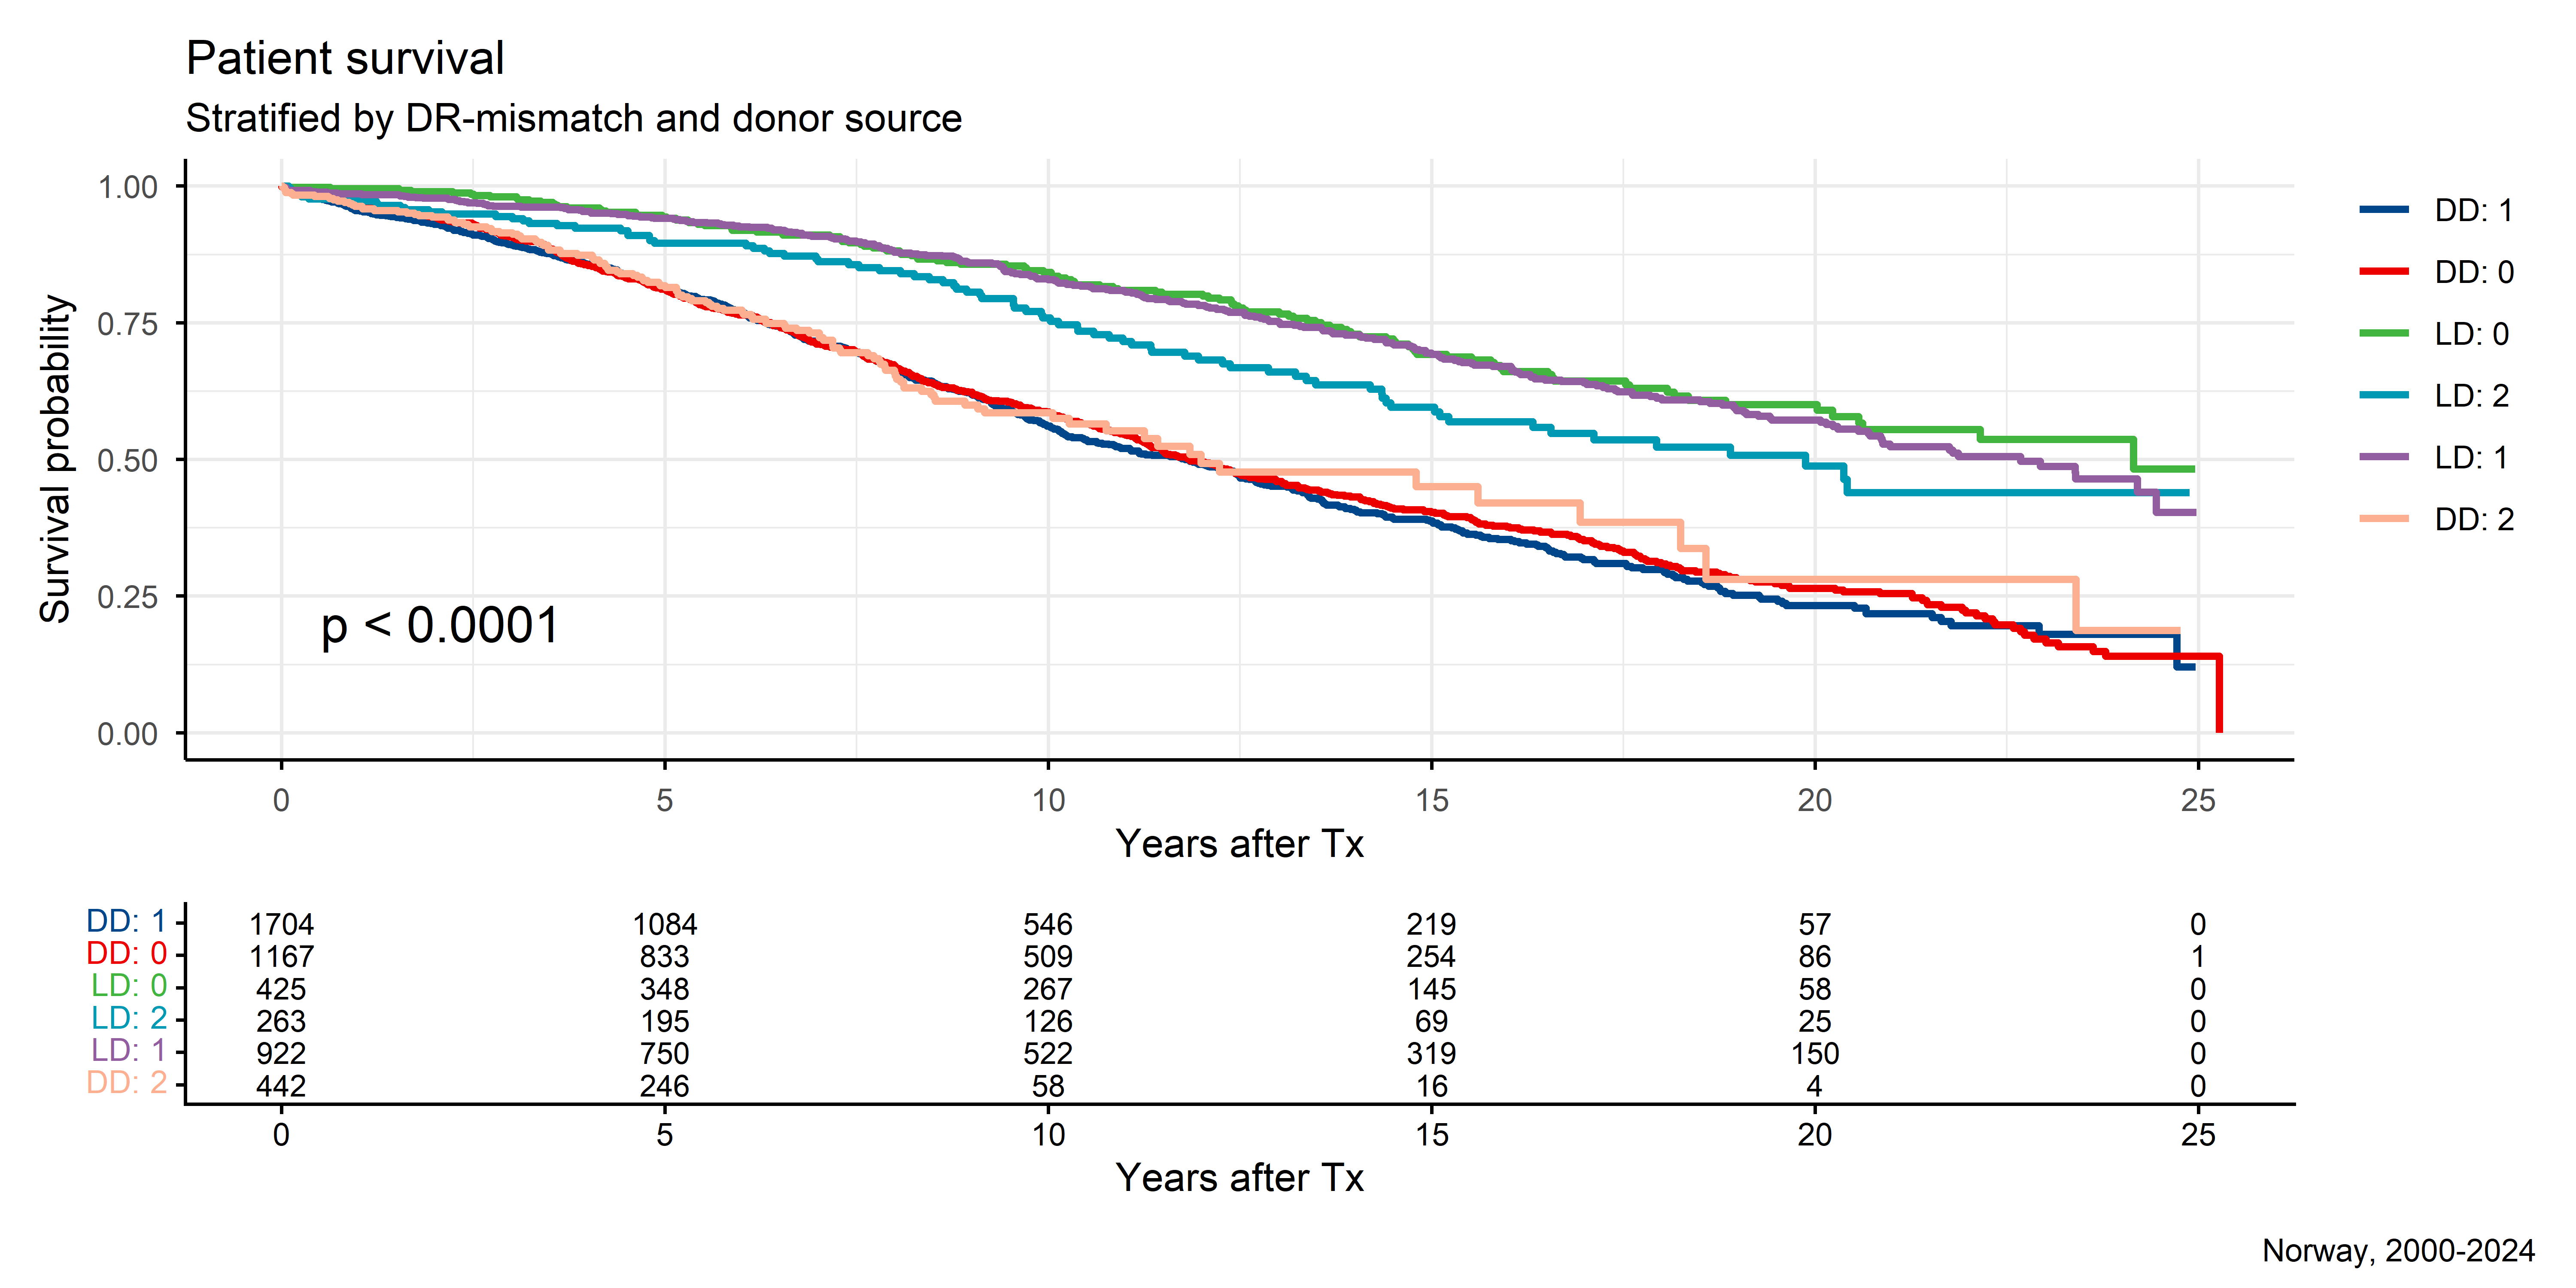 Patient survival
Stratified by DR-mismatch and donor source
Survival probability
1.00
0.75
0.50
0.25
0.00
p < 0.0001
DD: 1
DD: 0
LD: 0
LD: 2
LD: 1
DD: 2
0 5 10 15 20 25
Years after Tx
DD: 1 1704 1084 546 219 57 0
DD: 0 1167 833 509 254 86 1
LD: 0 425 348 267 145 58 0
LD: 2 263 195 126 69 25 0
LD: 1 922 750 522 319 150 0
DD: 2 442 246 58 16 4 0
0 5 10 15 20 25
Years after Tx
Norway, 2000-2024